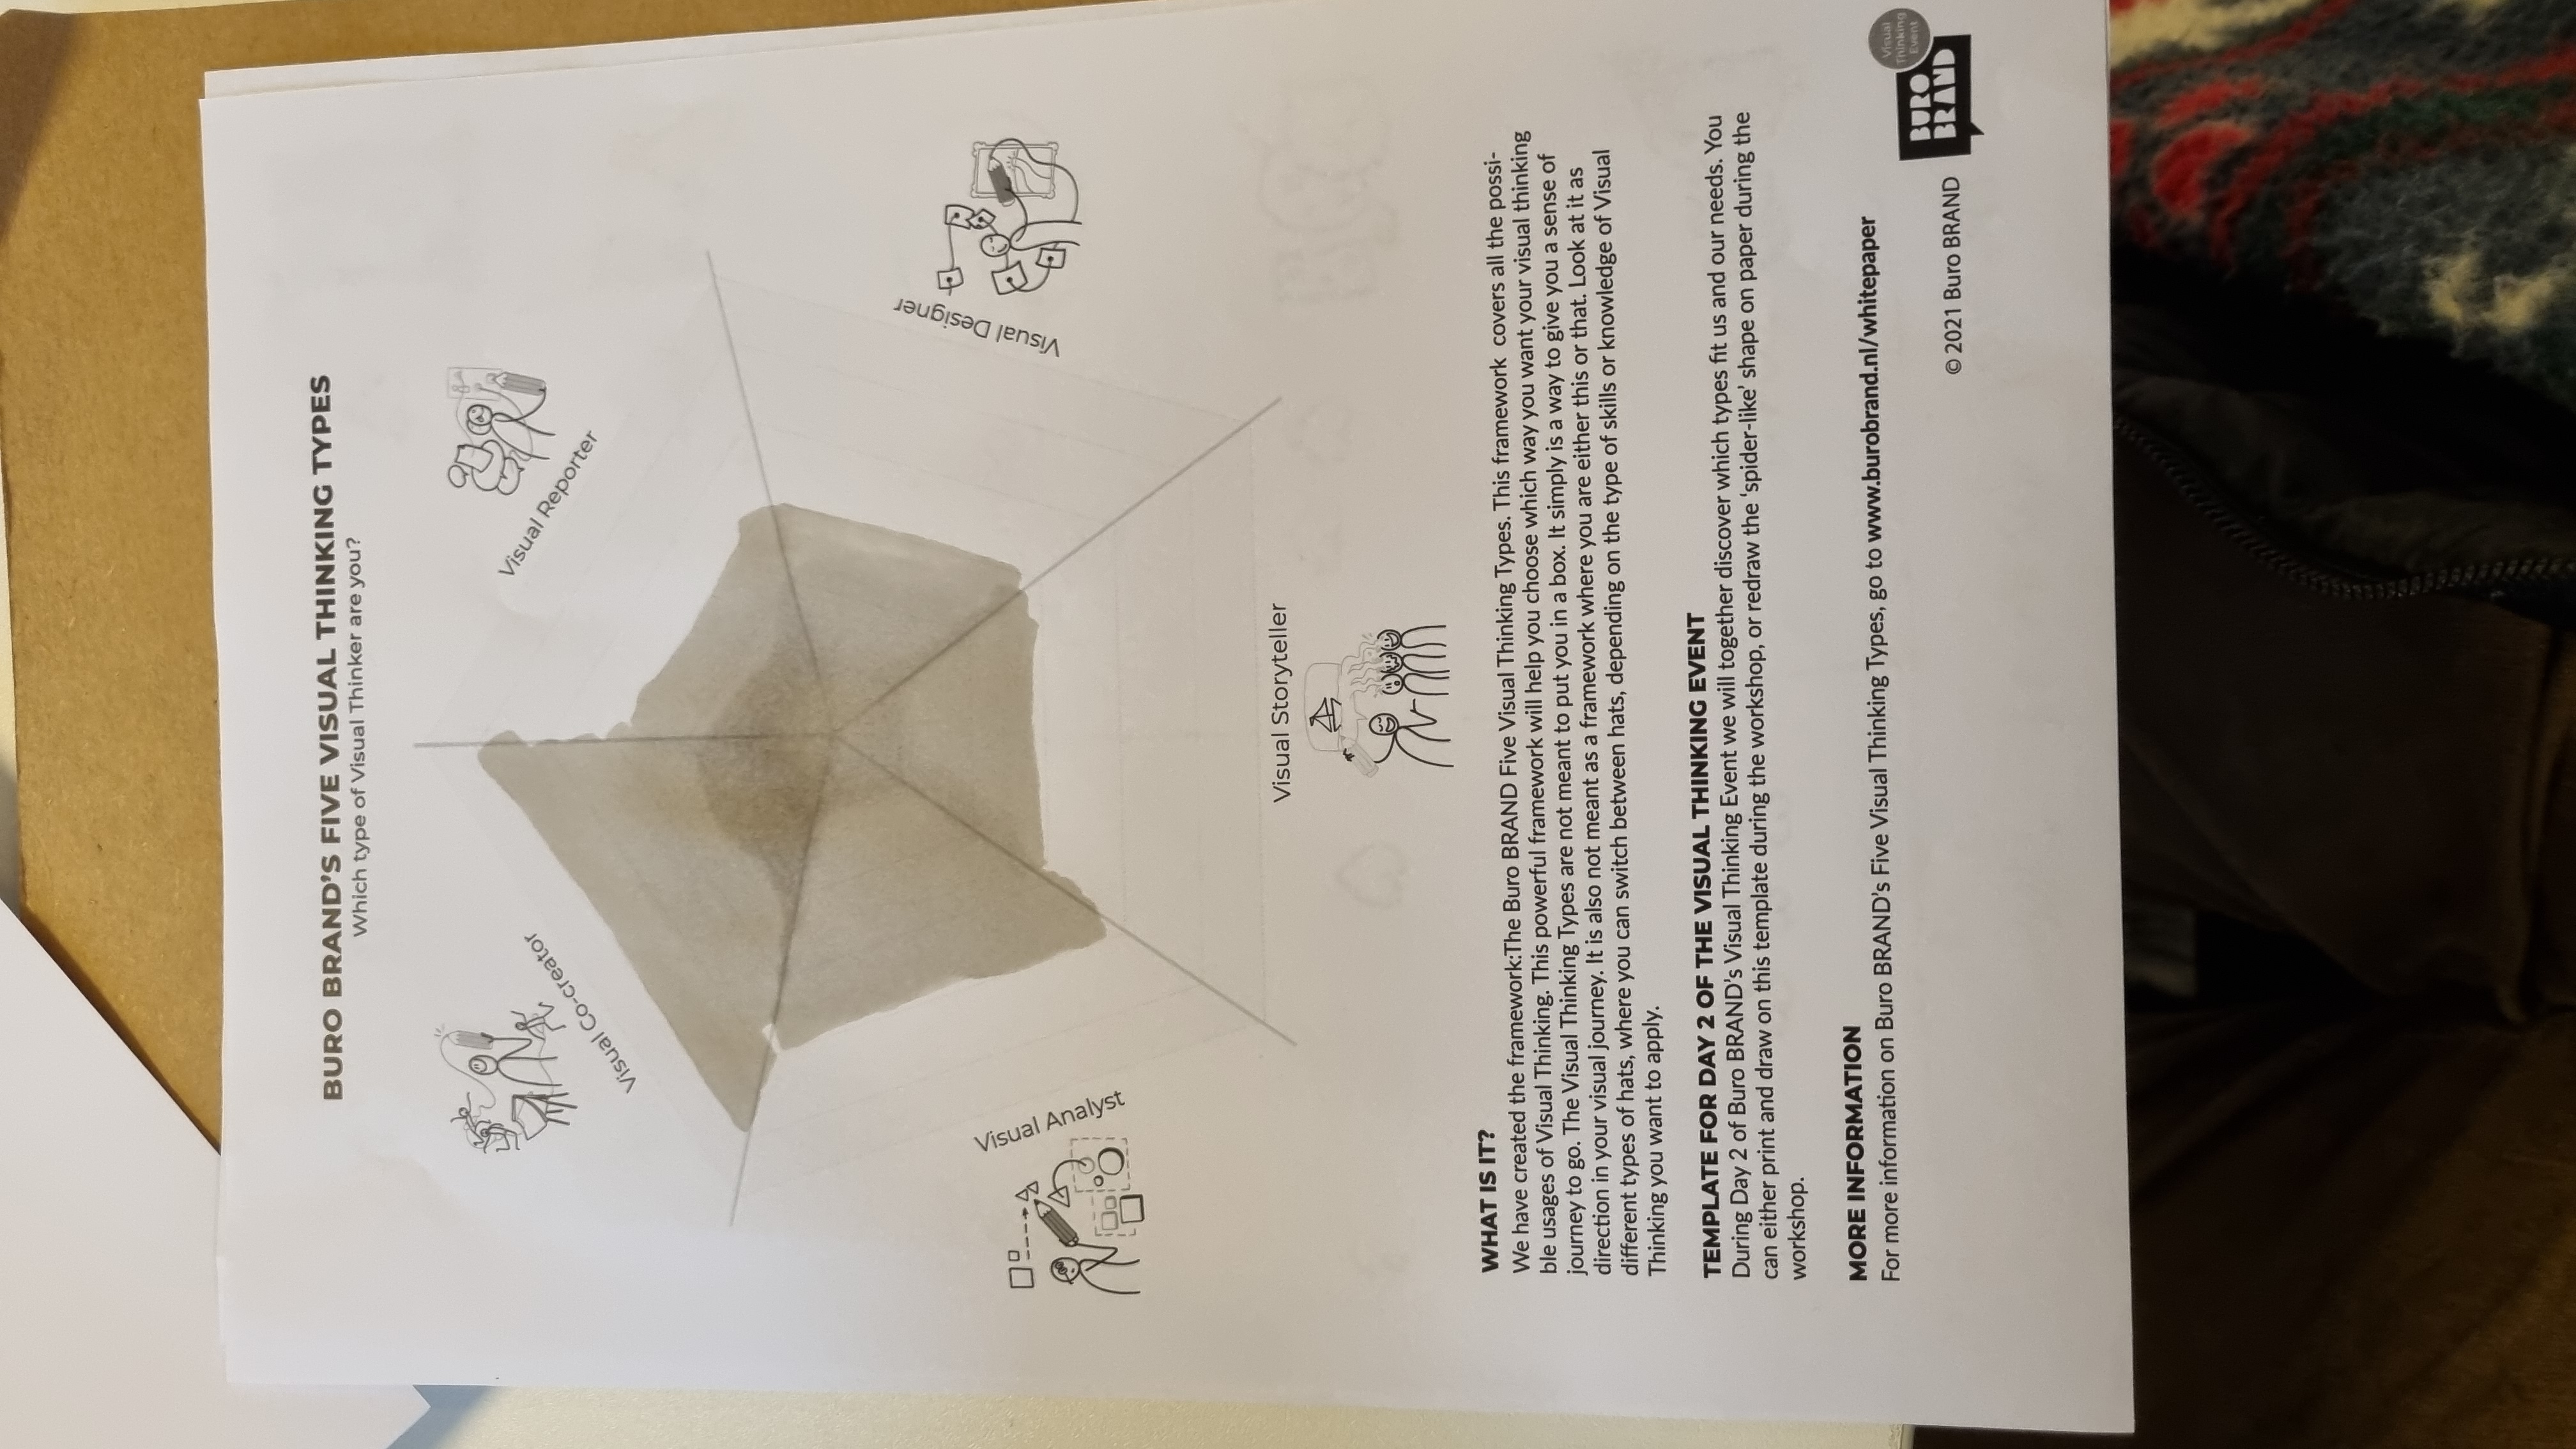 BURO BRAND'S FIVE VISUAL THINKING TYPES
Which type of Visual Thinker are you?
Visual Co-creator
Visual Reporter
Visual Designer
Visual Analyst
Visual Storyteller
WHAT IS IT?
We have created the framework:The Buro BRAND Five Visual Thinking Types. This framework covers all the possi-
ble usages of Visual Thinking. This powerful framework will help you choose which way you want your visual thinking
journey to go. The Visual Thinking Types are not meant to put you in a box. It simply is a way to give you a sense of
direction in your visual journey. It is also not meant as a framework where you are either this or that. Look at it as
different types of hats, where you can switch between hats, depending on the type of skills or knowledge of Visual
Thinking you want to apply.
TEMPLATE FOR DAY 2 OF THE VISUAL THINKING EVENT
During Day 2 of Buro BRAND's Visual Thinking Event we will together discover which types fit us and our needs. You
can either print and draw on this template during the workshop, or redraw the 'spider-like' shape on paper during the
workshop.
MORE INFORMATION
For more information on Buro BRAND's Five Visual Thinking Types, go to www.burobrand.nl/whitepaper
© 2021 Buro BRAND
BURO
BRAND
Visual
Thinking
Event